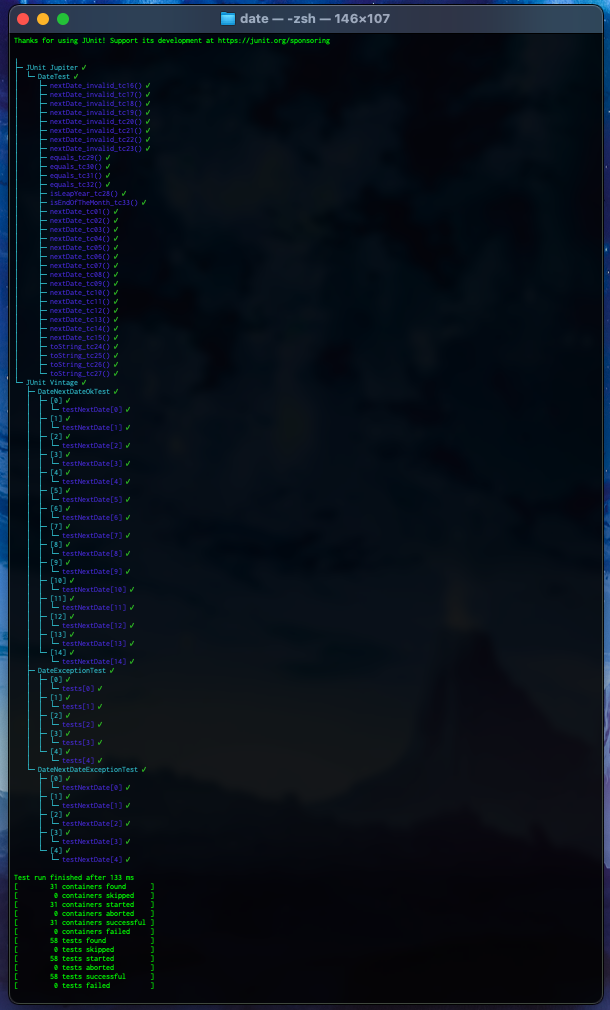 date — -zsh — 146×107
Thanks for using JUnit! Support its development at https://junit.org/sponsoring
├─ JUnit Jupiter ✔
│  └─ DateTest ✔
│     ├─ nextDate_invalid_tc16() ✔
│     ├─ nextDate_invalid_tc17() ✔
│     ├─ nextDate_invalid_tc18() ✔
│     ├─ nextDate_invalid_tc19() ✔
│     ├─ nextDate_invalid_tc20() ✔
│     ├─ nextDate_invalid_tc21() ✔
│     ├─ nextDate_invalid_tc22() ✔
│     ├─ nextDate_invalid_tc23() ✔
│     ├─ equals_tc29() ✔
│     ├─ equals_tc30() ✔
│     ├─ equals_tc31() ✔
│     ├─ equals_tc32() ✔
│     ├─ isLeapYear_tc28() ✔
│     ├─ isEndOfTheMonth_tc33() ✔
│     ├─ nextDate_tc01() ✔
│     ├─ nextDate_tc02() ✔
│     ├─ nextDate_tc03() ✔
│     ├─ nextDate_tc04() ✔
│     ├─ nextDate_tc05() ✔
│     ├─ nextDate_tc06() ✔
│     ├─ nextDate_tc07() ✔
│     ├─ nextDate_tc08() ✔
│     ├─ nextDate_tc09() ✔
│     ├─ nextDate_tc10() ✔
│     ├─ nextDate_tc11() ✔
│     ├─ nextDate_tc12() ✔
│     ├─ nextDate_tc13() ✔
│     ├─ nextDate_tc14() ✔
│     ├─ nextDate_tc15() ✔
│     ├─ toString_tc24() ✔
│     ├─ toString_tc25() ✔
│     ├─ toString_tc26() ✔
│     └─ toString_tc27() ✔
└─ JUnit Vintage ✔
   ├─ DateNextDateOkTest ✔
   │  ├─ [0] ✔
   │  │  └─ testNextDate[0] ✔
   │  ├─ [1] ✔
   │  │  └─ testNextDate[1] ✔
   │  ├─ [2] ✔
   │  │  └─ testNextDate[2] ✔
   │  ├─ [3] ✔
   │  │  └─ testNextDate[3] ✔
   │  ├─ [4] ✔
   │  │  └─ testNextDate[4] ✔
   │  ├─ [5] ✔
   │  │  └─ testNextDate[5] ✔
   │  ├─ [6] ✔
   │  │  └─ testNextDate[6] ✔
   │  ├─ [7] ✔
   │  │  └─ testNextDate[7] ✔
   │  ├─ [8] ✔
   │  │  └─ testNextDate[8] ✔
   │  ├─ [9] ✔
   │  │  └─ testNextDate[9] ✔
   │  ├─ [10] ✔
   │  │  └─ testNextDate[10] ✔
   │  ├─ [11] ✔
   │  │  └─ testNextDate[11] ✔
   │  ├─ [12] ✔
   │  │  └─ testNextDate[12] ✔
   │  ├─ [13] ✔
   │  │  └─ testNextDate[13] ✔
   │  └─ [14] ✔
   │     └─ testNextDate[14] ✔
   ├─ DateExceptionTest ✔
   │  ├─ [0] ✔
   │  │  └─ tests[0] ✔
   │  ├─ [1] ✔
   │  │  └─ tests[1] ✔
   │  ├─ [2] ✔
   │  │  └─ tests[2] ✔
   │  ├─ [3] ✔
   │  │  └─ tests[3] ✔
   │  └─ [4] ✔
   │     └─ tests[4] ✔
   └─ DateNextDateExceptionTest ✔
      ├─ [0] ✔
      │  └─ testNextDate[0] ✔
      ├─ [1] ✔
      │  └─ testNextDate[1] ✔
      ├─ [2] ✔
      │  └─ testNextDate[2] ✔
      ├─ [3] ✔
      │  └─ testNextDate[3] ✔
      └─ [4] ✔
         └─ testNextDate[4] ✔
Test run finished after 133 ms
[        31 containers found      ]
[         0 containers skipped    ]
[        31 containers started    ]
[         0 containers aborted    ]
[        31 containers successful ]
[         0 containers failed     ]
[        58 tests found           ]
[         0 tests skipped         ]
[        58 tests started         ]
[         0 tests aborted         ]
[        58 tests successful      ]
[         0 tests failed          ]